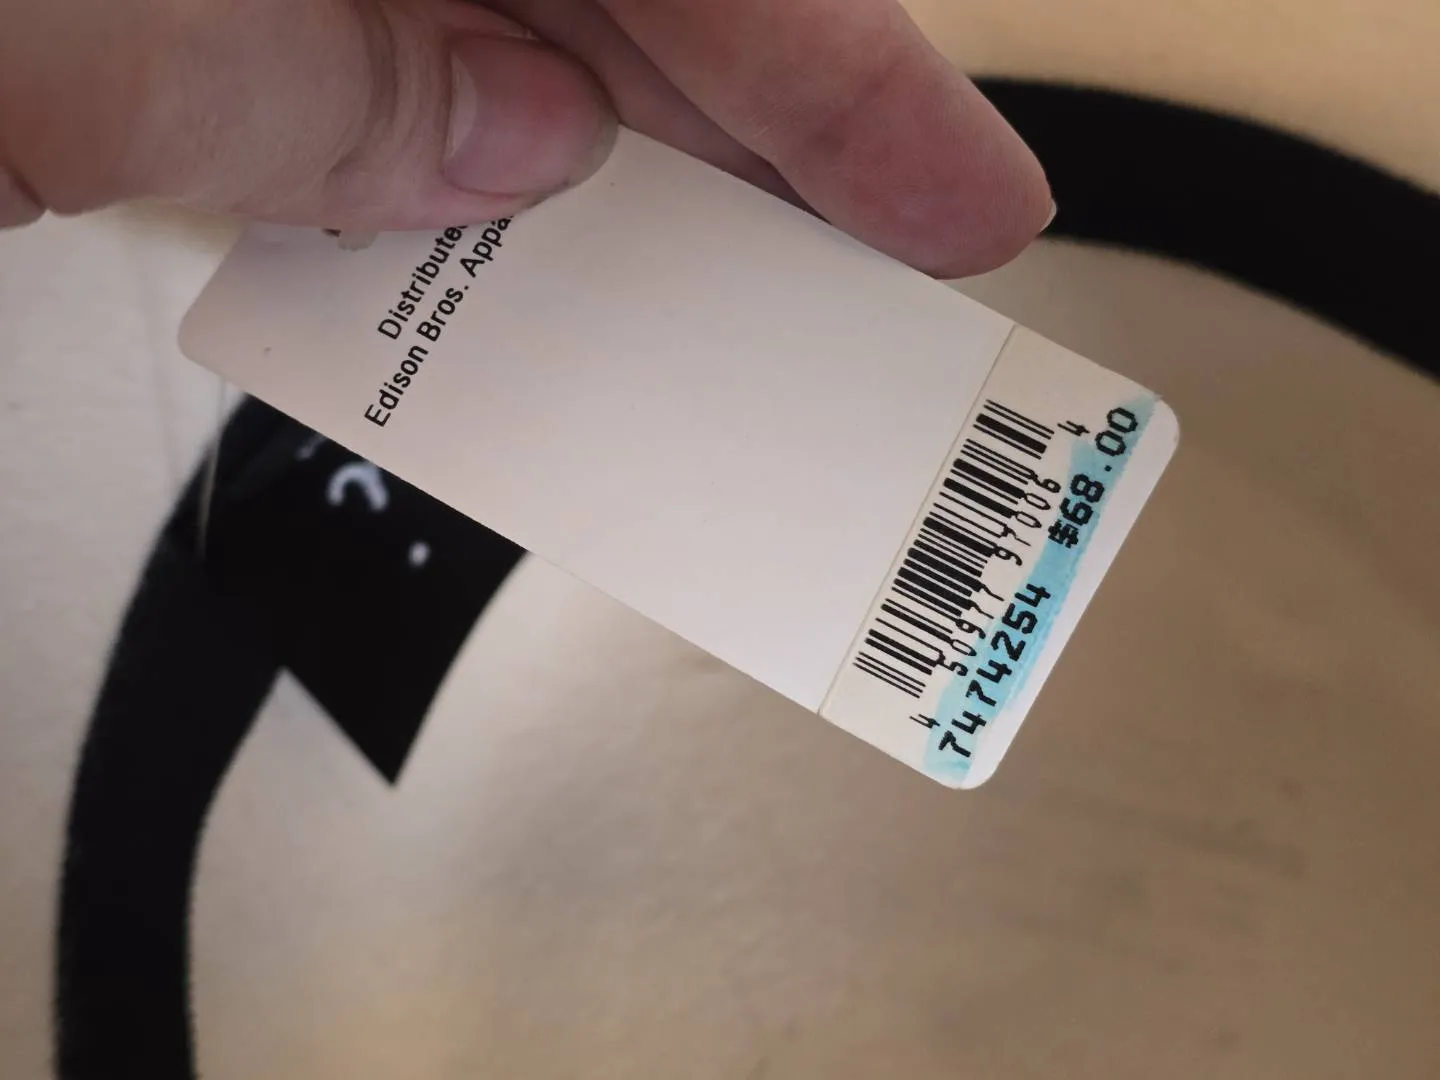 Distribute
Edison Bros. Appa
4 50977 97006 4
7474254 $68.00